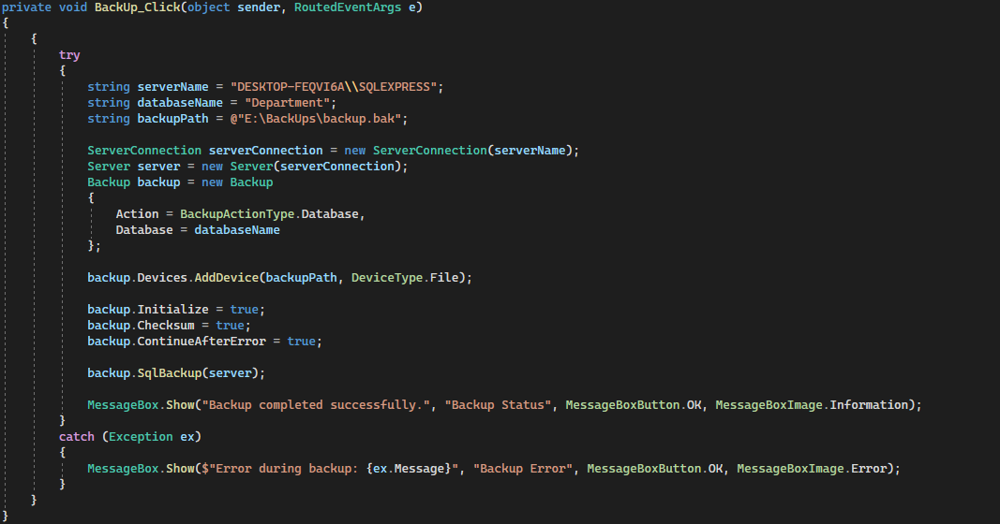 private void BackUp_Click(object sender, RoutedEventArgs e)
{
    {
        try
        {
            string serverName = "DESKTOP-FEQVI6A\\SQLEXPRESS";
            string databaseName = "Department";
            string backupPath = @"E:\BackUps\backup.bak";

            ServerConnection serverConnection = new ServerConnection(serverName);
            Server server = new Server(serverConnection);
            Backup backup = new Backup
            {
                Action = BackupActionType.Database,
                Database = databaseName
            };

            backup.Devices.AddDevice(backupPath, DeviceType.File);

            backup.Initialize = true;
            backup.Checksum = true;
            backup.ContinueAfterError = true;

            backup.SqlBackup(server);

            MessageBox.Show("Backup completed successfully.", "Backup Status", MessageBoxButton.OK, MessageBoxImage.Information);
        }
        catch (Exception ex)
        {
            MessageBox.Show($"Error during backup: {ex.Message}", "Backup Error", MessageBoxButton.OK, MessageBoxImage.Error);
        }
    }
}